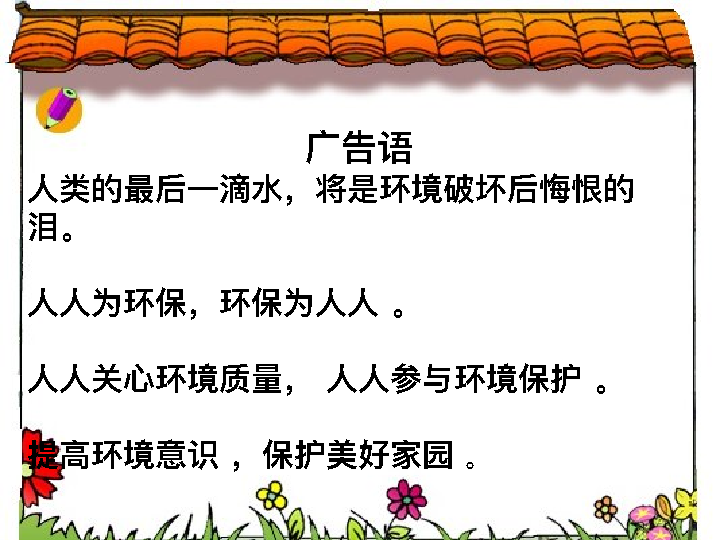 广告语
人类的最后一滴水，将是环境破坏后悔恨的
泪。
人人为环保，环保为人人 。
人人关心环境质量， 人人参与环境保护 。
提高环境意识 ，保护美好家园 。